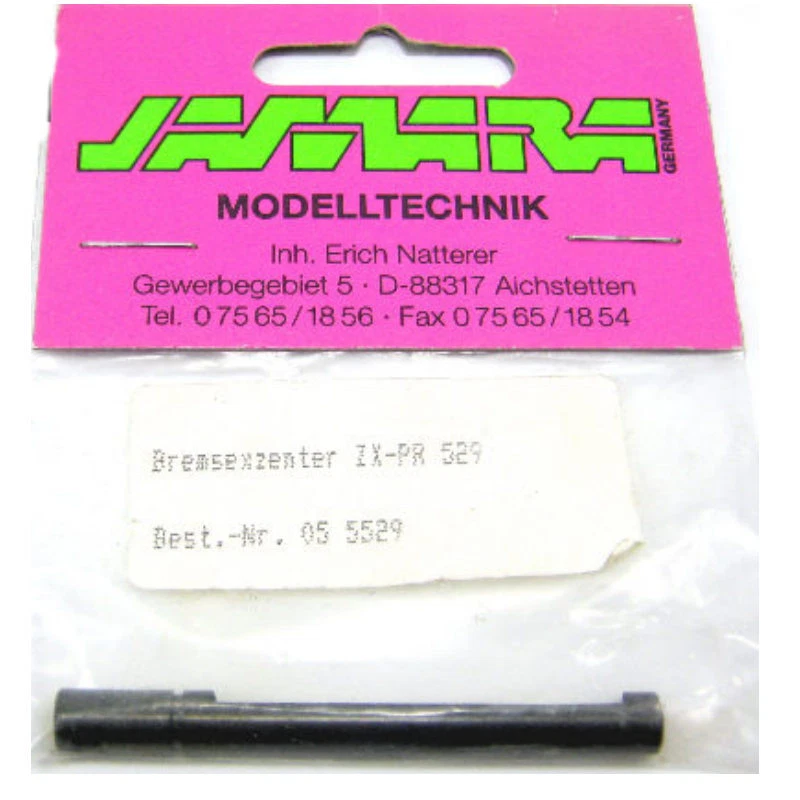 JAMARA
GERMANY
MODELLTECHNIK
Inh. Erich Natterer
Gewerbegebiet 5 · D-88317 Aichstetten
Tel. 0 75 65 / 18 56 · Fax 0 75 65 / 18 54
Bremsexzenter ZX-PR 529
Best.-Nr. 05 5529